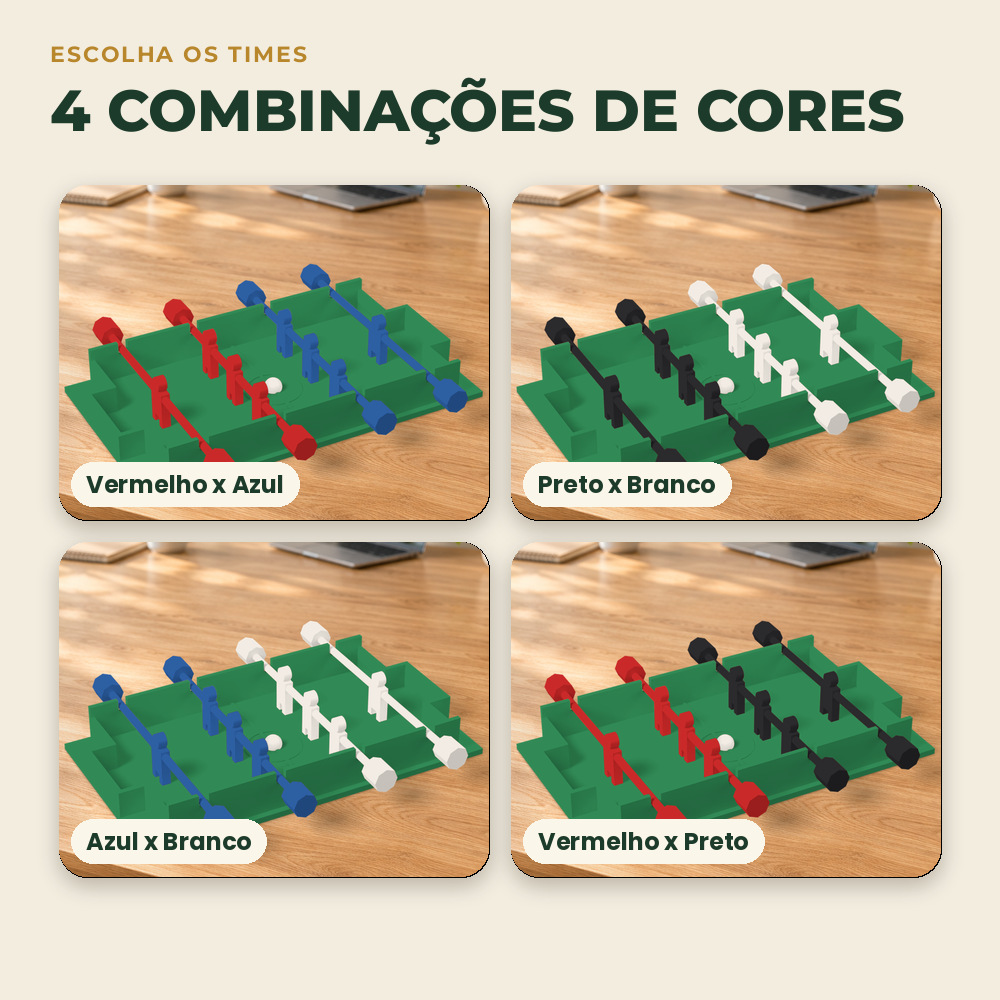 ESCOLHA OS TIMES
4 COMBINAÇÕES DE CORES
Vermelho x Azul
Preto x Branco
Azul x Branco
Vermelho x Preto